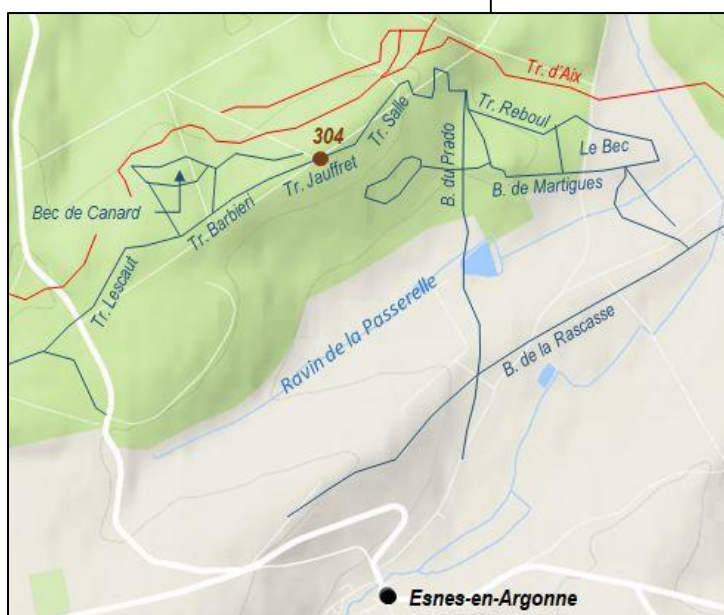 Tr. d'Aix
Tr. Salle
Tr. Reboul
304
Le Bec
Tr. Jauffret
B. du Prado
B. de Martigues
Bec de Canard
Tr. Barbieri
Tr. Lescaut
Ravin de la Passerelle
B. de la Rascasse
Esnes-en-Argonne